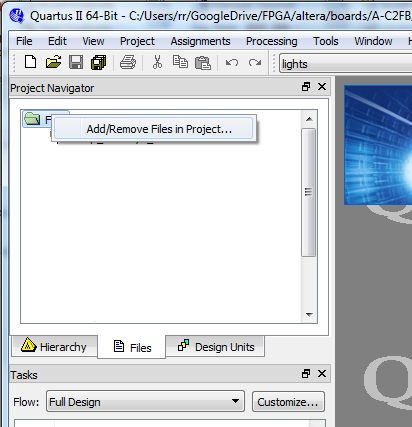 Quartus II 64-Bit - C:/Users/rr/GoogleDrive/FPGA/altera/boards/A-C2FB
File Edit View Project Assignments Processing Tools Window
lights
Project Navigator
Add/Remove Files in Project...
Hierarchy Files Design Units
Tasks
Flow: Full Design Customize...